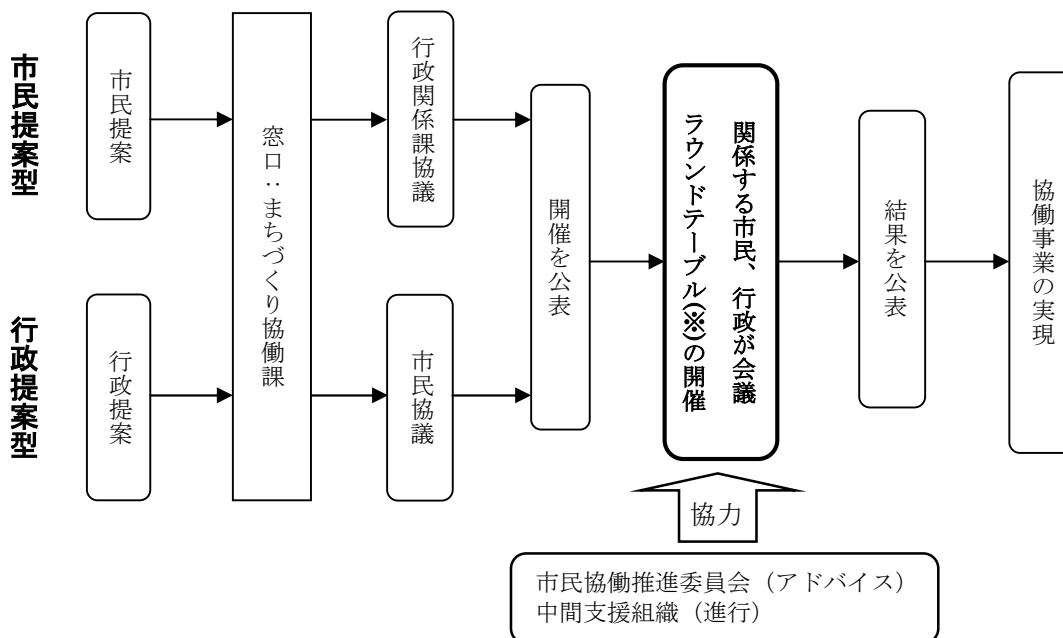 市民提案型
市民提案
行政提案型
行政提案
窓口：まちづくり協働課
行政関係課協議
市民協議
開催を公表
関係する市民、行政が会議
ラウンドテーブル(※)の開催
結果を公表
協働事業の実現
協力
市民協働推進委員会（アドバイス）
中間支援組織（進行）